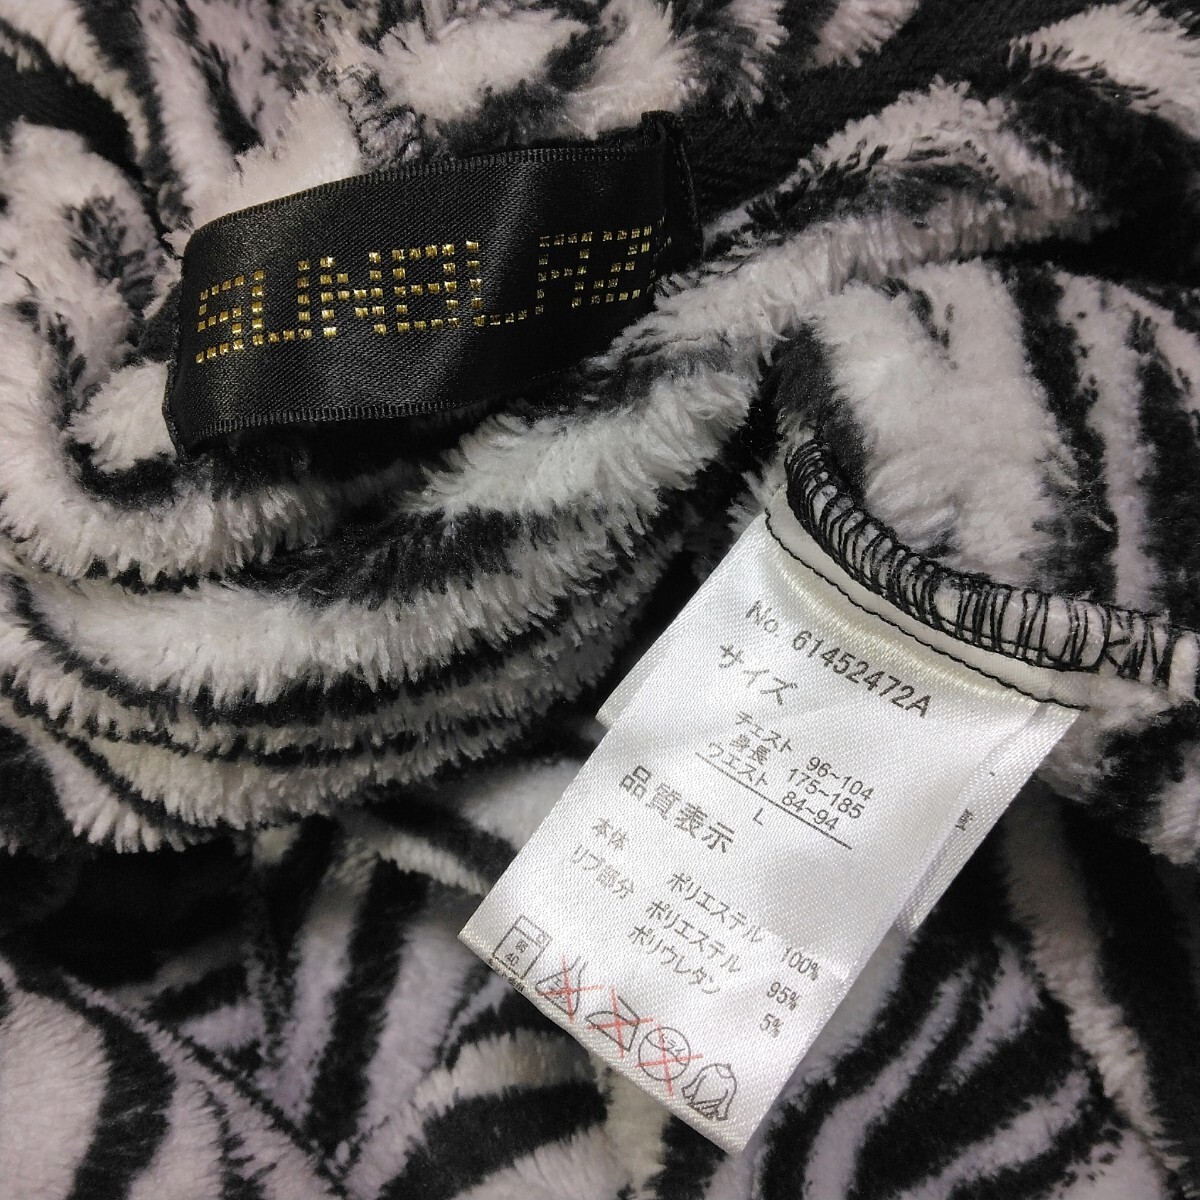 No. 61452472A
サイズ
チェスト 96~104
身長 175~185
ウエスト 84~94
L
品質表示
本体 ポリエステル 100%
リブ部分 ポリエステル 95%
ポリウレタン 5%
40